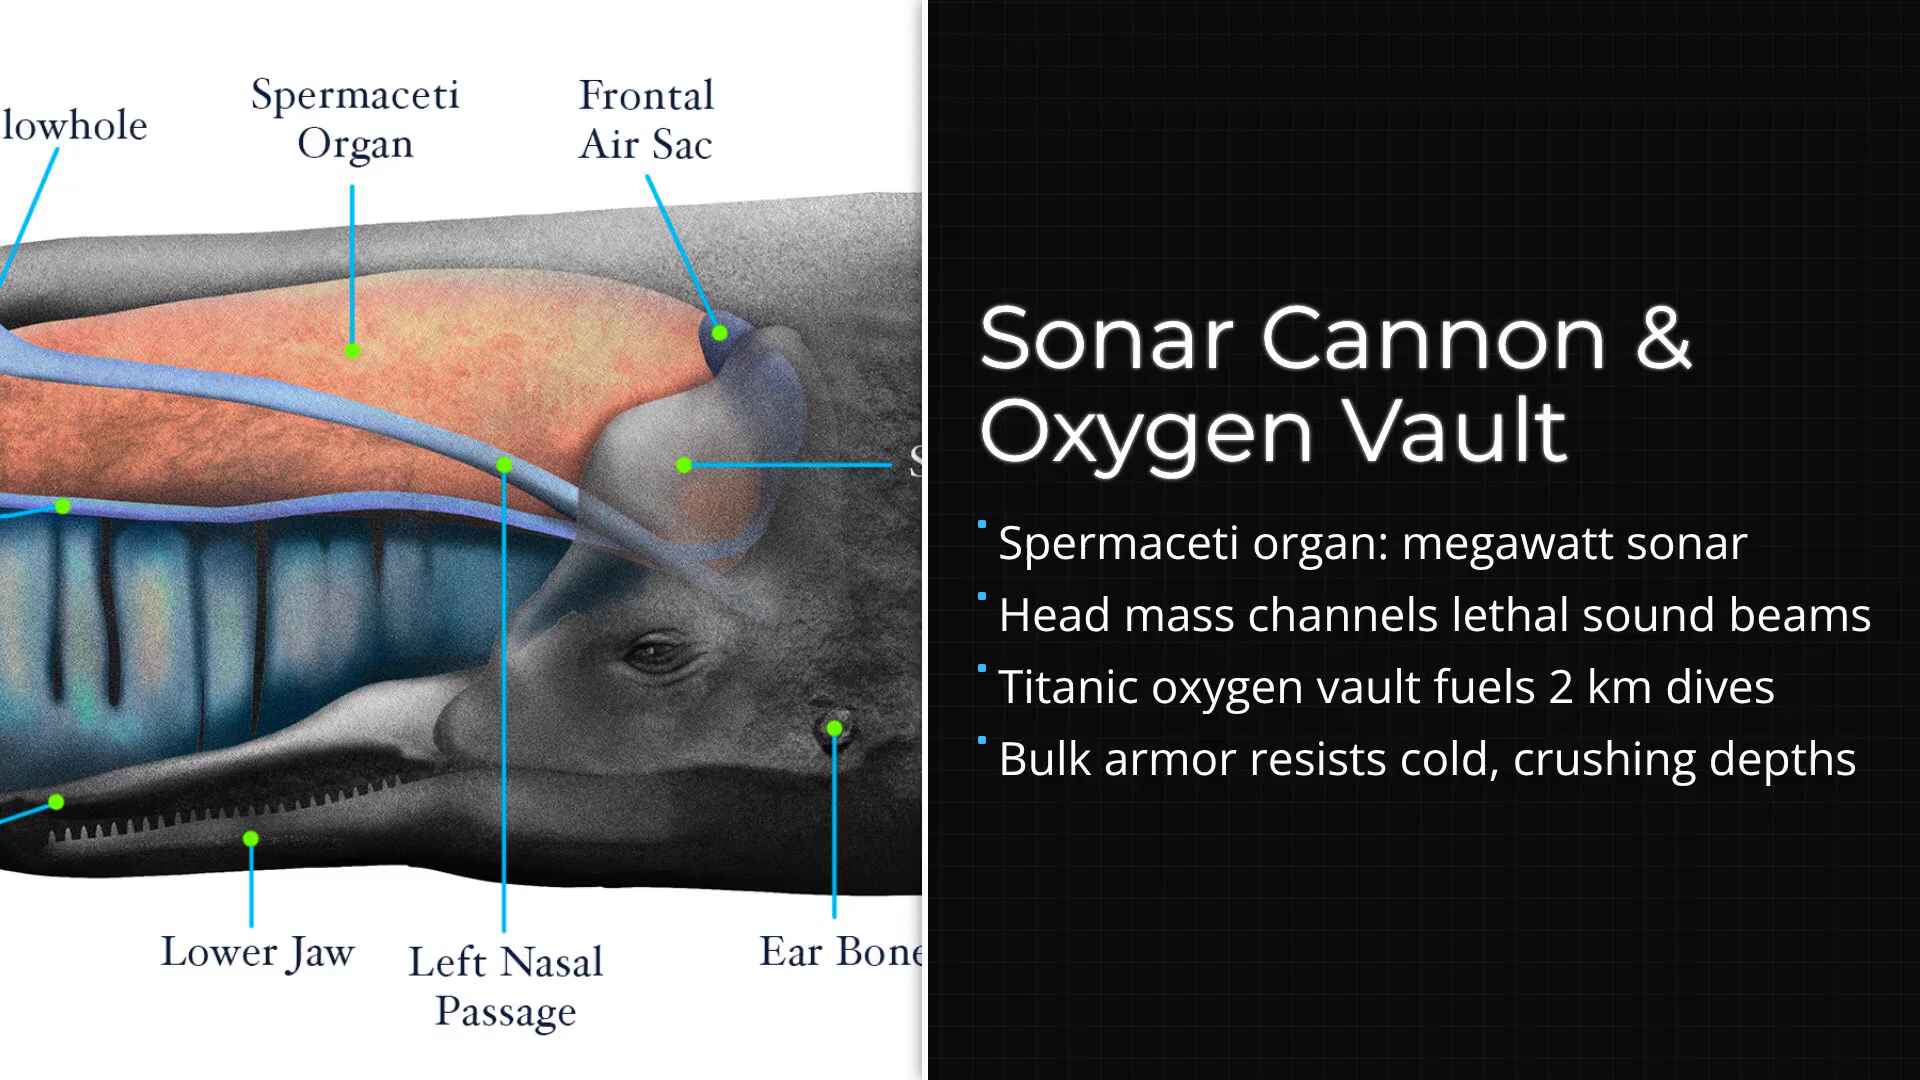 lowhole
Spermaceti
Organ
Frontal
Air Sac
S
Lower Jaw
Left Nasal
Passage
Ear Bone
Sonar Cannon &
Oxygen Vault
Spermaceti organ: megawatt sonar
Head mass channels lethal sound beams
Titanic oxygen vault fuels 2 km dives
Bulk armor resists cold, crushing depths